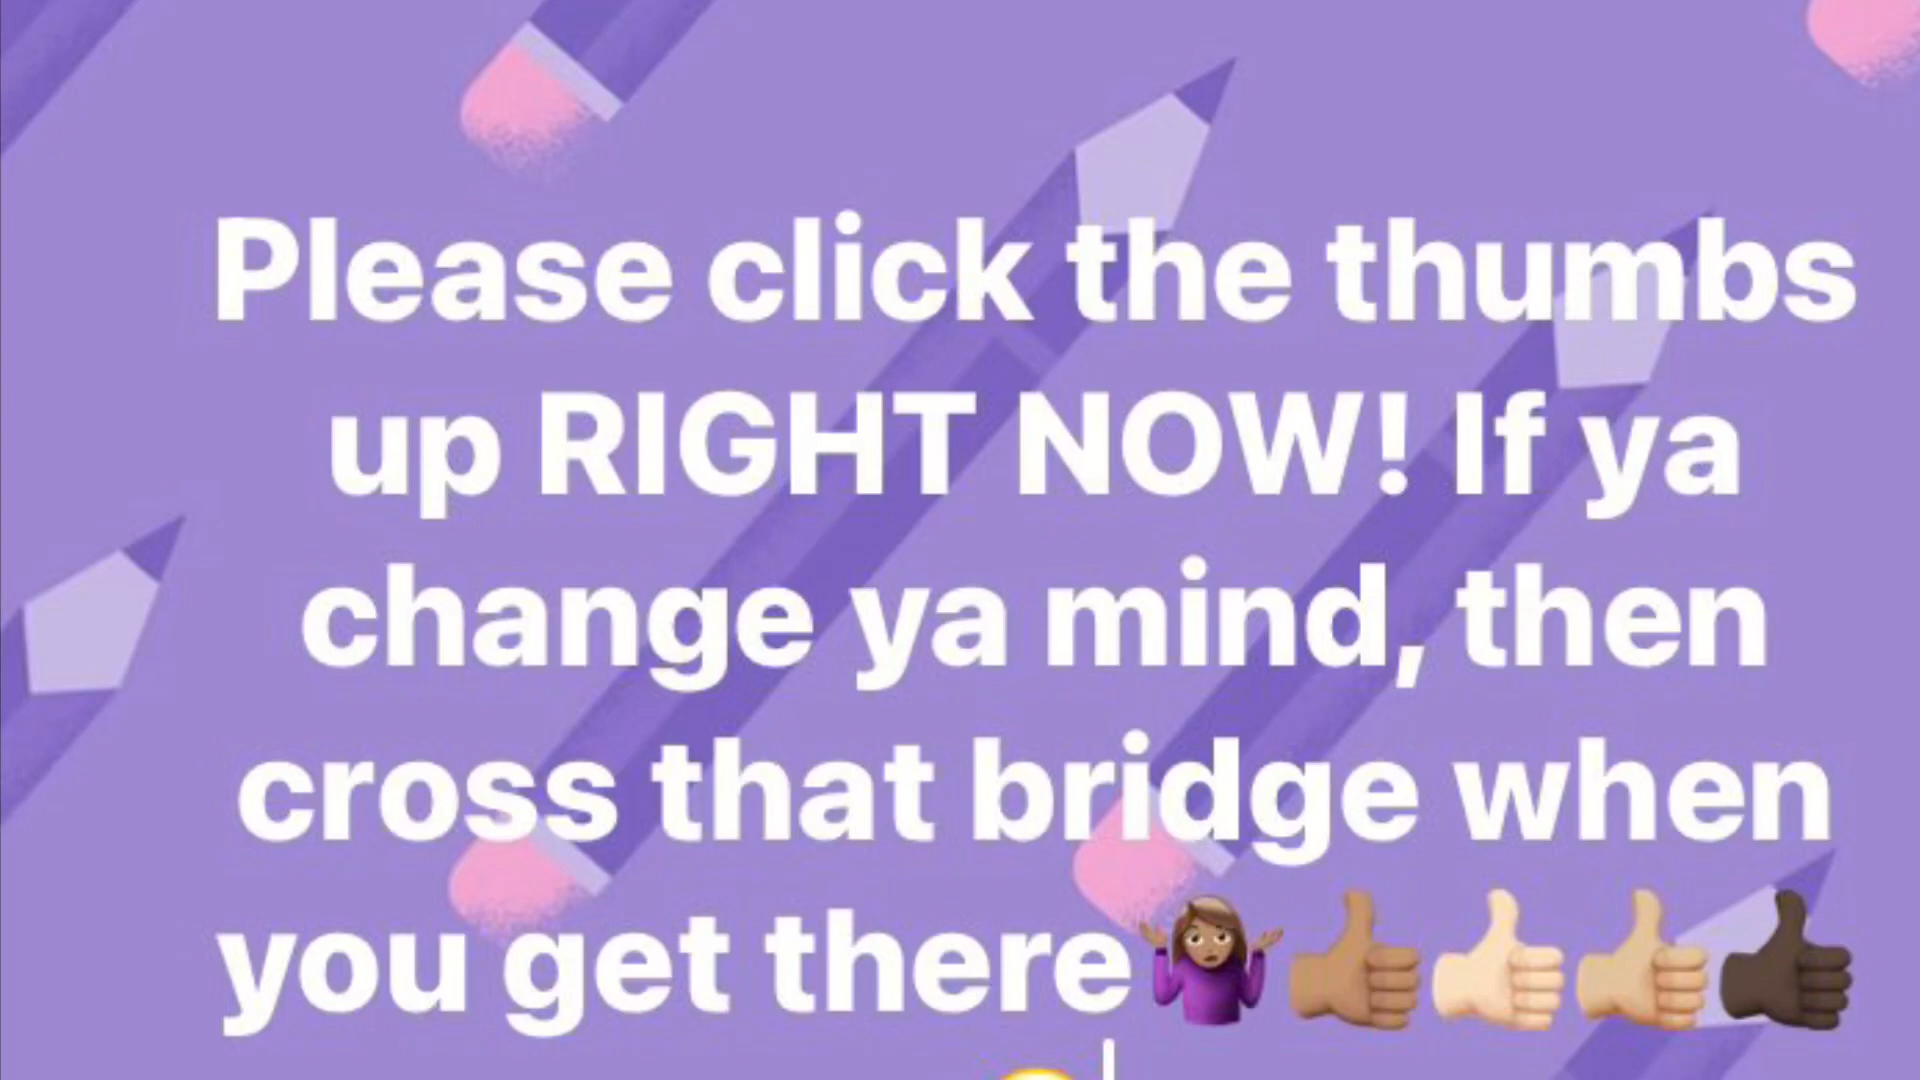 Please click the thumbs
up RIGHT NOW! If ya
change ya mind, then
cross that bridge when
you get there🤷🏽‍♀️👍🏽👍🏻👍🏼👍🏿